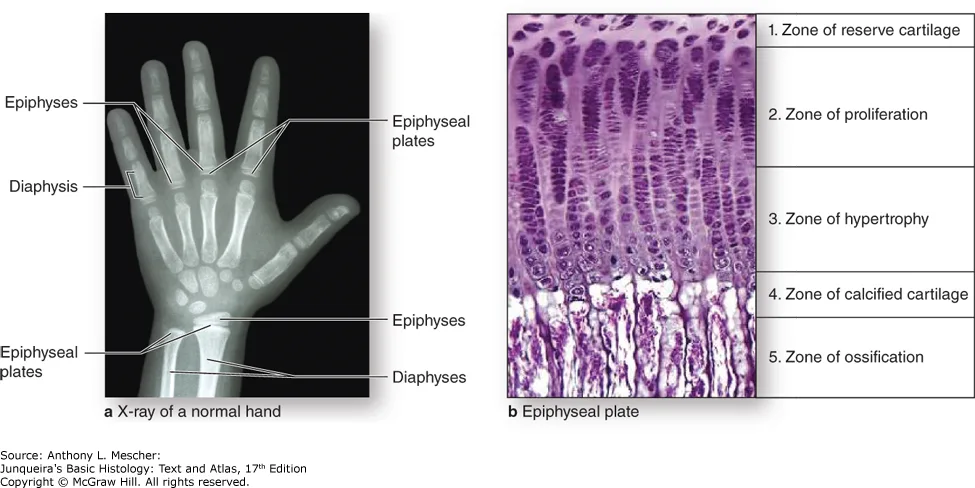 Epiphyses
Diaphysis
Epiphyseal
plates
Epiphyses
Epiphyseal
plates
Diaphyses
a X-ray of a normal hand
1. Zone of reserve cartilage
2. Zone of proliferation
3. Zone of hypertrophy
4. Zone of calcified cartilage
5. Zone of ossification
b Epiphyseal plate
Source: Anthony L. Mescher:
Junqueira's Basic Histology: Text and Atlas, 17th Edition
Copyright © McGraw Hill. All rights reserved.